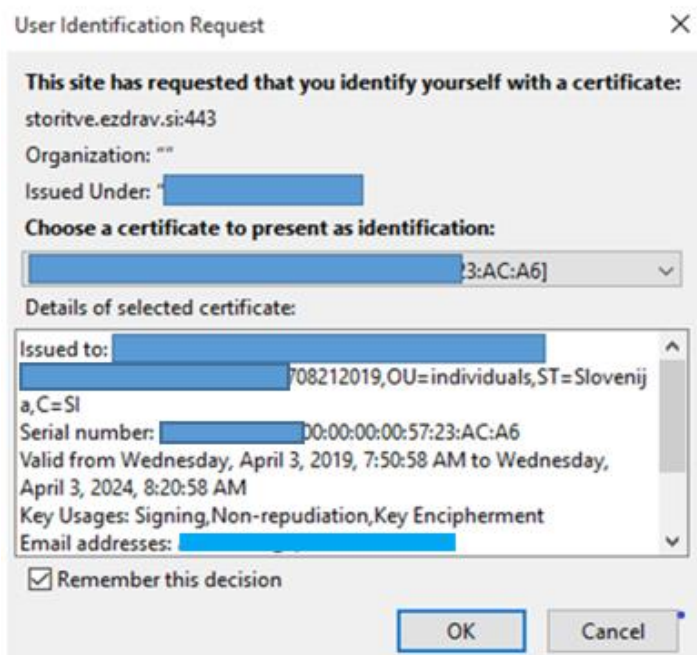 User Identification Request
This site has requested that you identify yourself with a certificate:
storitve.ezdrav.si:443
Organization: ""
Issued Under: "
Choose a certificate to present as identification:
23:AC:A6]
Details of selected certificate:
Issued to:
708212019,OU=individuals,ST=Slovenij
a,C=SI
Serial number: 00:00:00:00:57:23:AC:A6
Valid from Wednesday, April 3, 2019, 7:50:58 AM to Wednesday,
April 3, 2024, 8:20:58 AM
Key Usages: Signing,Non-repudiation,Key Encipherment
Email addresses:
Remember this decision
OK Cancel